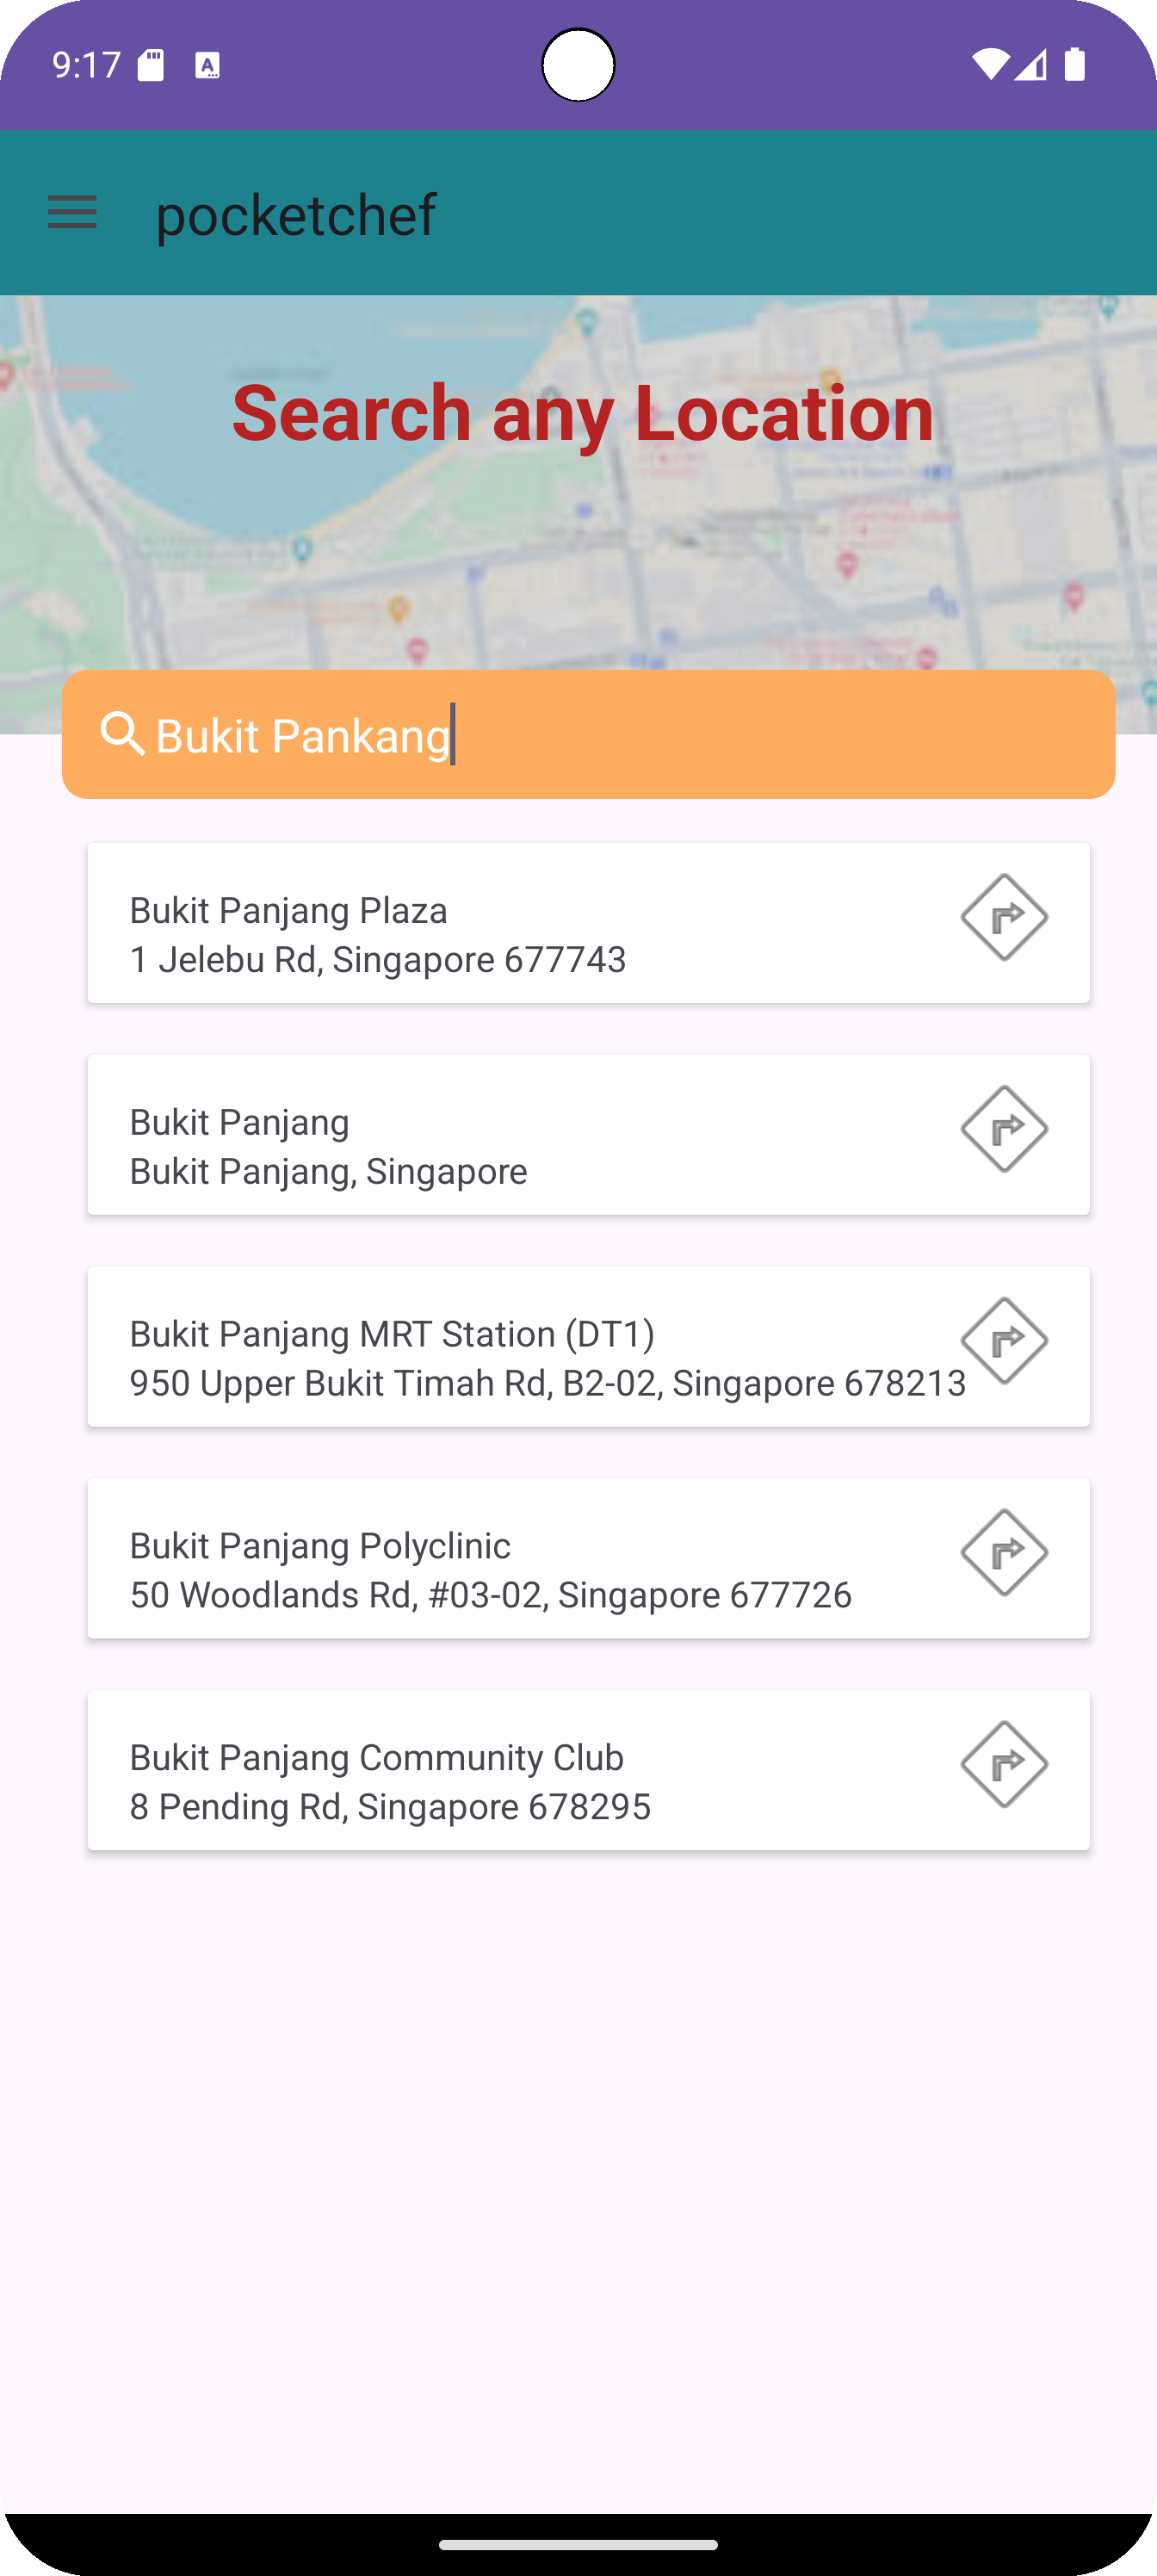 9:17
pocketchef
Search any Location
Bukit Pankang
Bukit Panjang Plaza
1 Jelebu Rd, Singapore 677743
Bukit Panjang
Bukit Panjang, Singapore
Bukit Panjang MRT Station (DT1)
950 Upper Bukit Timah Rd, B2-02, Singapore 678213
Bukit Panjang Polyclinic
50 Woodlands Rd, #03-02, Singapore 677726
Bukit Panjang Community Club
8 Pending Rd, Singapore 678295